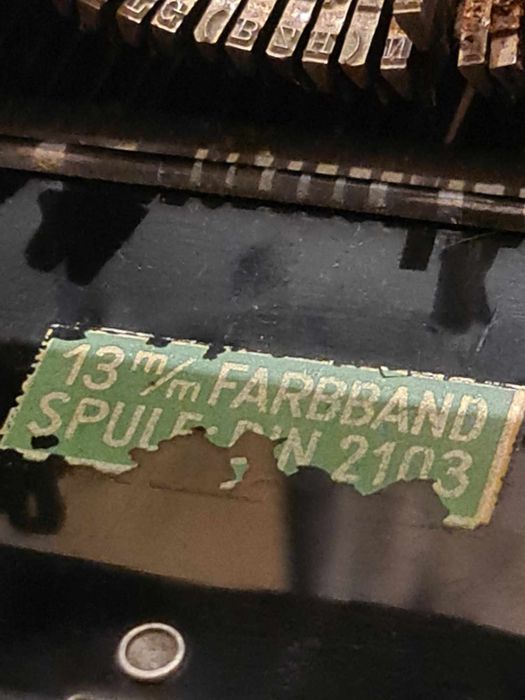 13 m/m FARBBAND
SPULE: DIN 2103